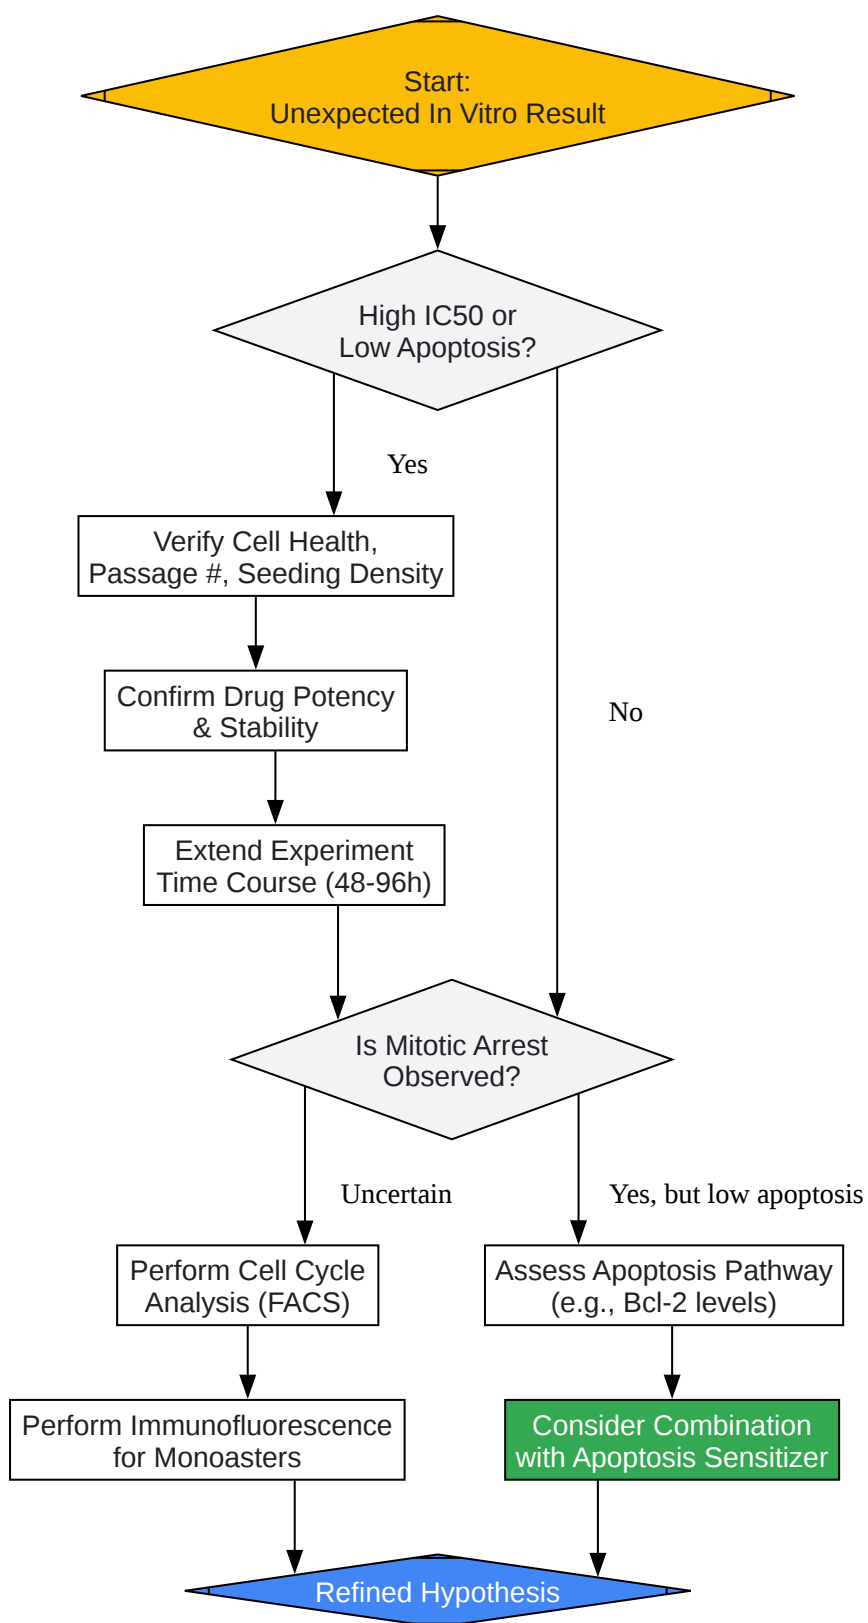 Start:
Unexpected In Vitro Result
High IC50 or
Low Apoptosis?
Yes
Verify Cell Health,
Passage #, Seeding Density
Confirm Drug Potency
& Stability
No
Extend Experiment
Time Course (48-96h)
Is Mitotic Arrest
Observed?
Uncertain
Yes, but low apoptosis
Perform Cell Cycle
Analysis (FACS)
Assess Apoptosis Pathway
(e.g., Bcl-2 levels)
Perform Immunofluorescence
for Monoasters
Consider Combination
with Apoptosis Sensitizer
Refined Hypothesis